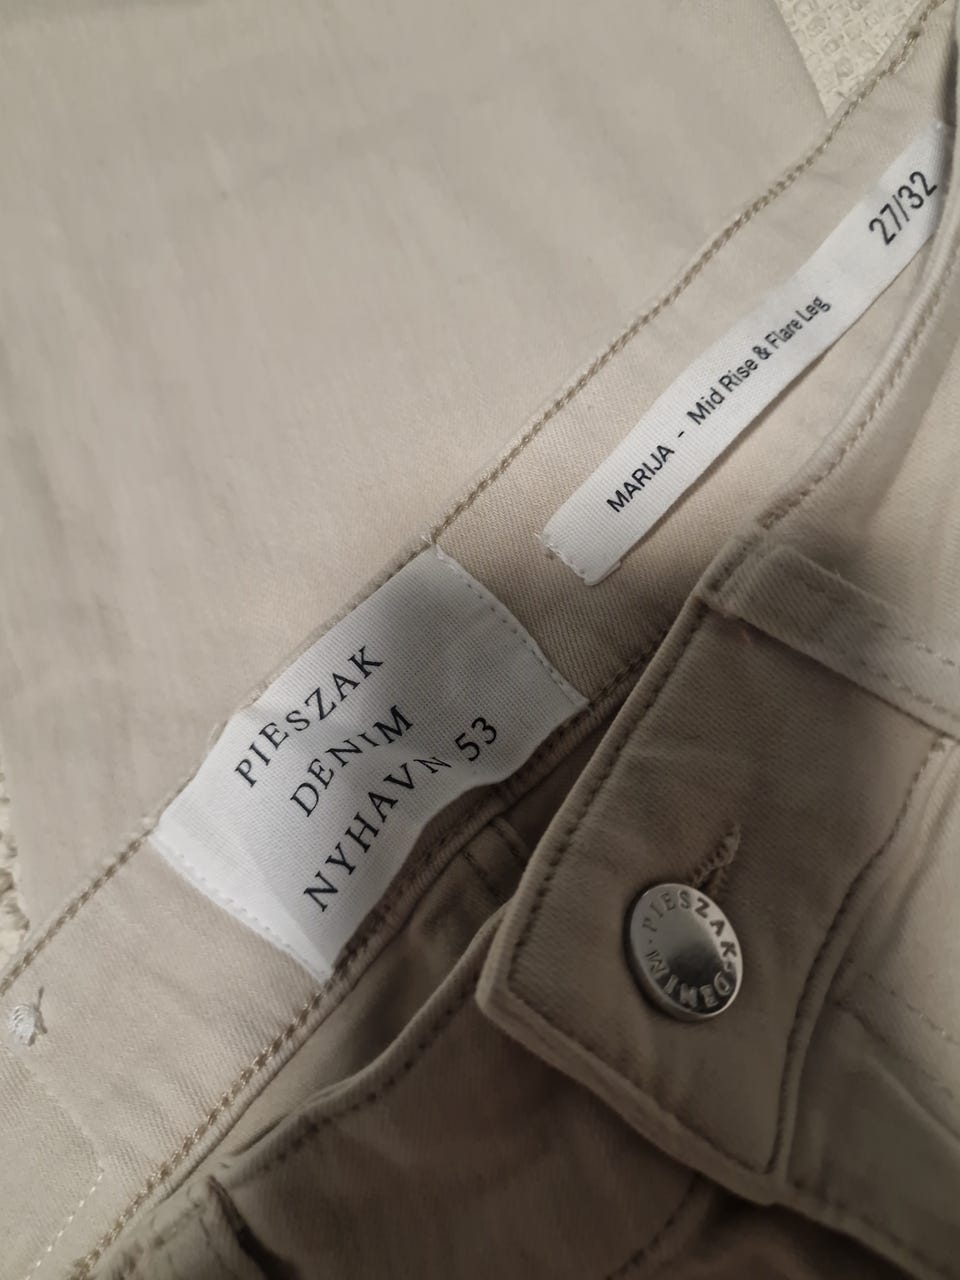 27/32
MARIJA - Mid Rise & Flare Leg
PIESZAK
DENIM
NYHAVN 53
PIESZAK · DENIM ·